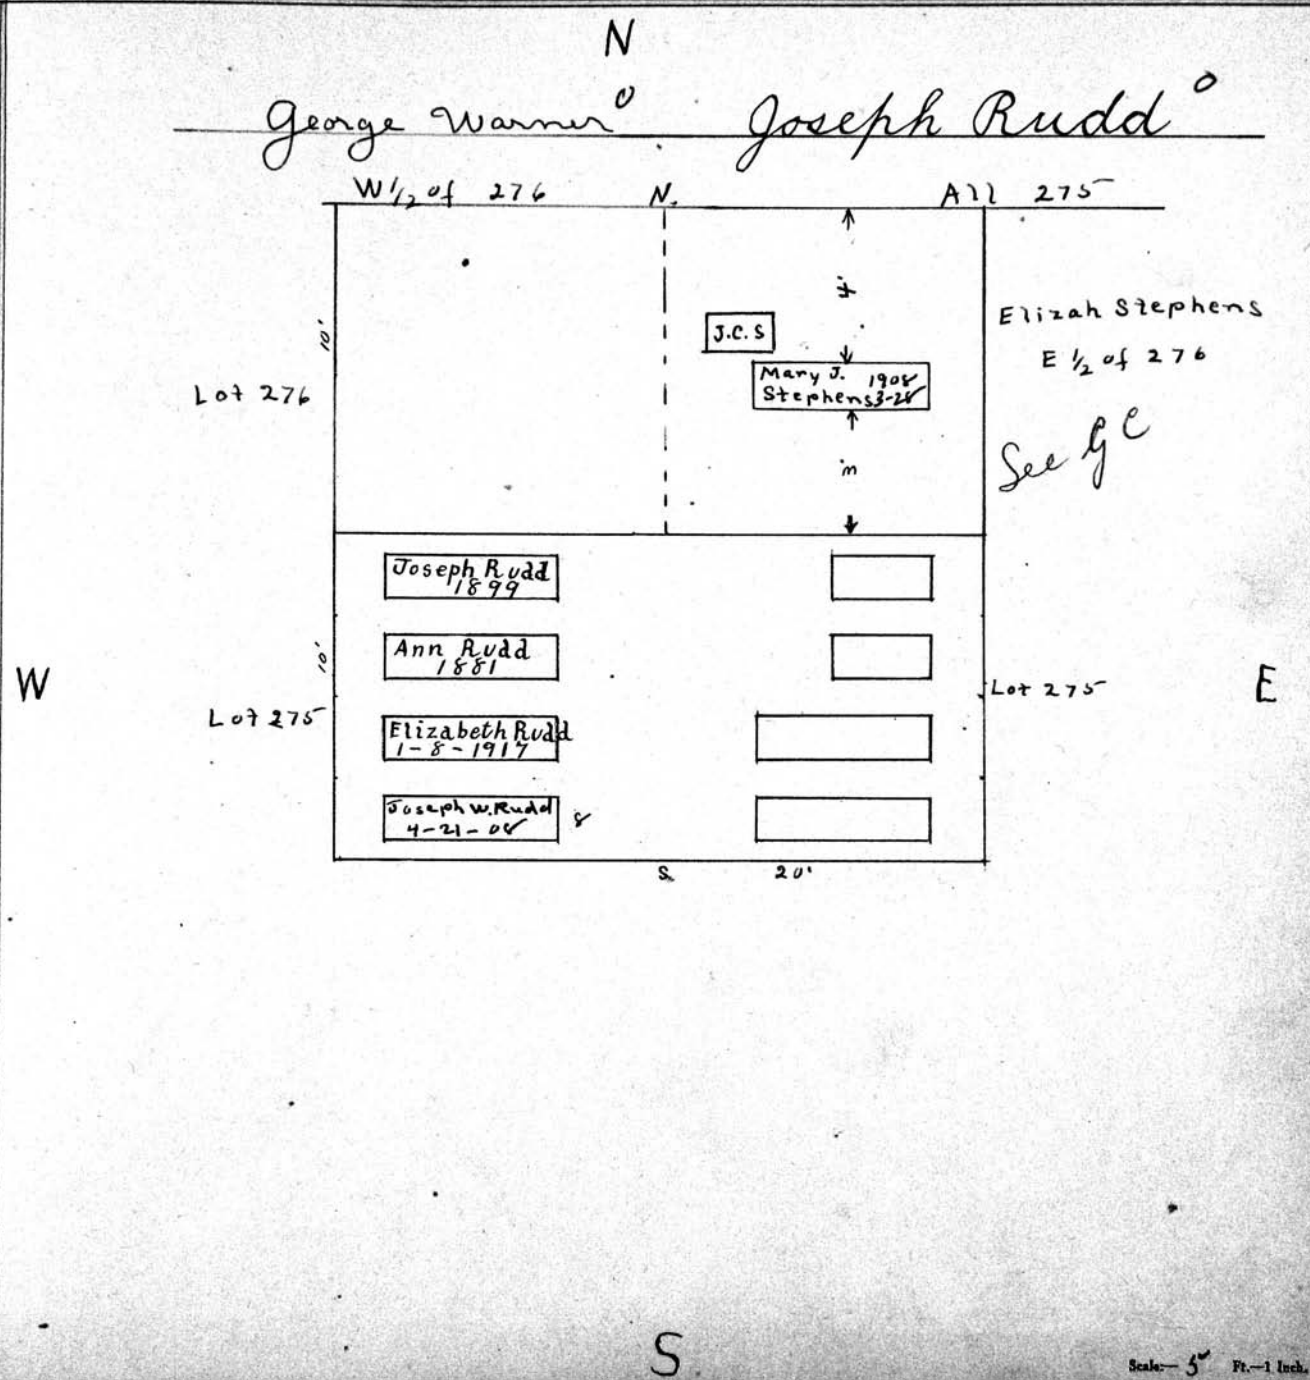 N
George Warner o Joseph Rudd o
W 1/2 of 276 N. All 275
10'
J.C.S
Elizah Stephens
E 1/2 of 276
Mary J. 1908
Stephens 3-28
Lot 276
See G C
Joseph Rudd
1899
10'
Ann Rudd
1881
W
E
Lot 275
Lot 275
Elizabeth Rudd
1-8-1917
Joseph W. Rudd
4-21-08 8
S. 20'
S
Scale:— 5 Ft.—1 Inch.